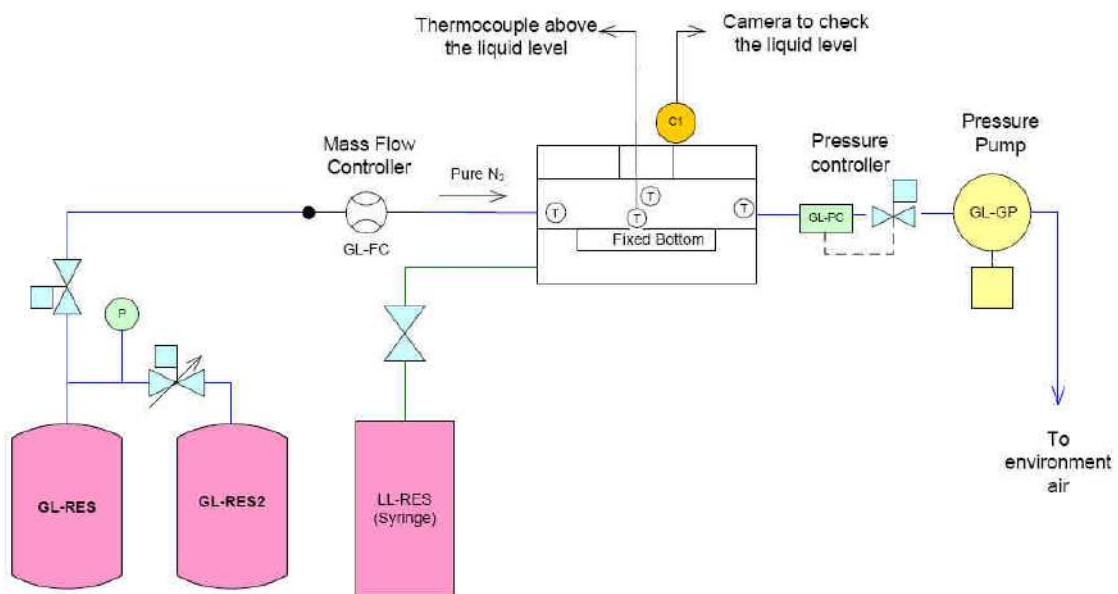 Thermocouple above
the liquid level
Camera to check
the liquid level
C1
Mass Flow
Controller
Pure N₂
GL-FC
Pressure
controller
Pressure
Pump
T
T
T
T
Fixed Bottom
GL-PC
GL-GP
P
GL-RES
GL-RES2
LL-RES
(Syringe)
To
environment
air